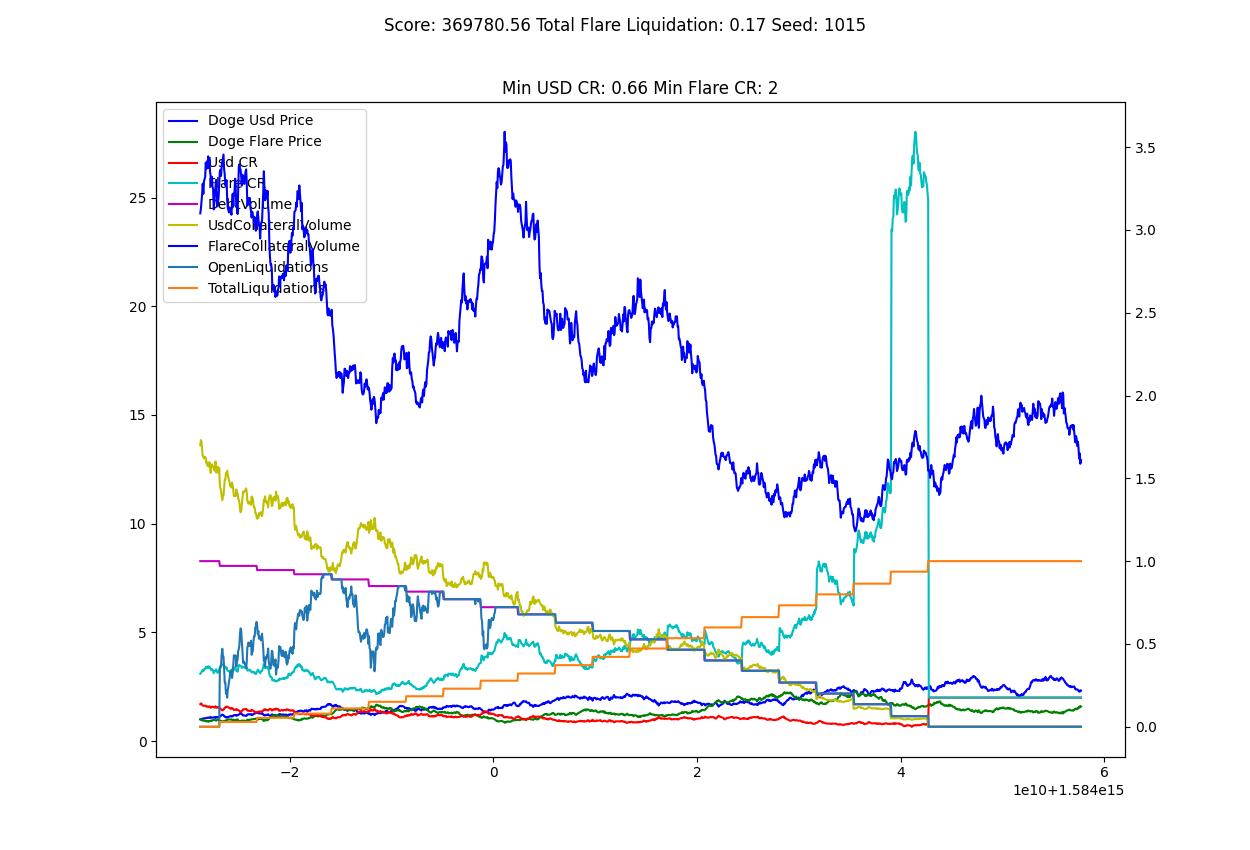 Score: 369780.56 Total Flare Liquidation: 0.17 Seed: 1015
Min USD CR: 0.66 Min Flare CR: 2
Doge Usd Price
Doge Flare Price
Usd CR
Flare CR
DebtVolume
UsdCollateralVolume
FlareCollateralVolume
OpenLiquidations
TotalLiquidations
25
20
15
10
5
0
3.5
3.0
2.5
2.0
1.5
1.0
0.5
0.0
−2
0
2
4
6
1e10+1.584e15